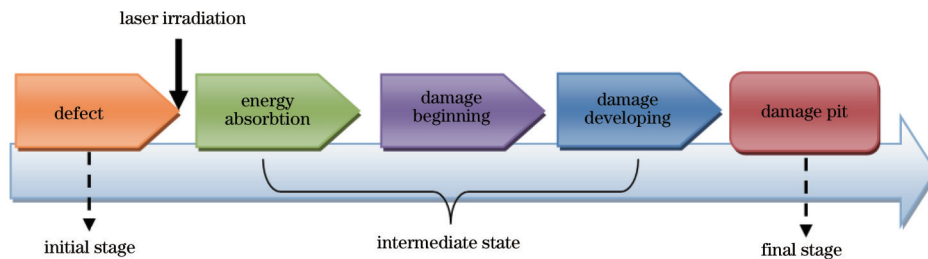 laser irradiation
defect
energy
absorbtion
damage
beginning
damage
developing
damage pit
initial stage
intermediate state
final stage